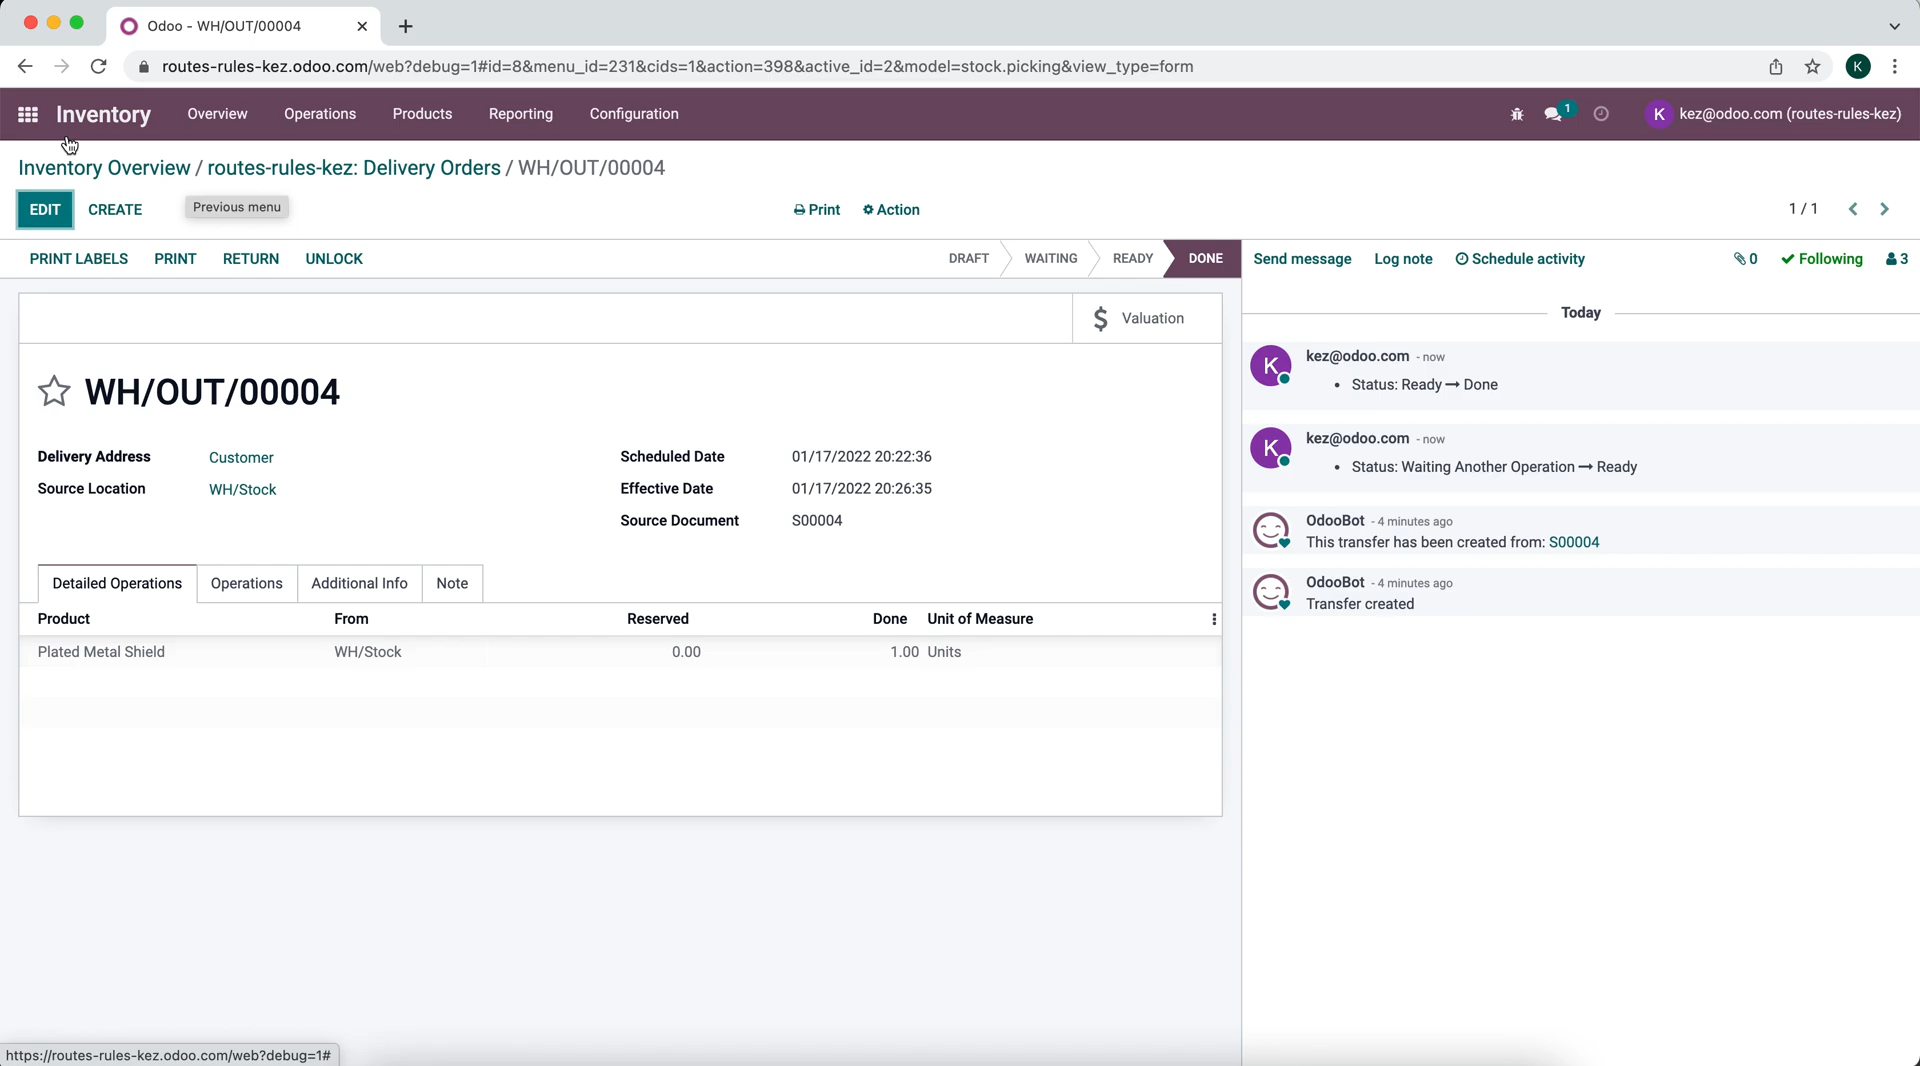 Odoo - WH/OUT/00004
routes-rules-kez.odoo.com/web?debug=1#id=8&menu_id=231&cids=1&action=398&active_id=2&model=stock.picking&view_type=form
K
Inventory Overview Operations Products Reporting Configuration
1
K kez@odoo.com (routes-rules-kez)
Inventory Overview / routes-rules-kez: Delivery Orders / WH/OUT/00004
EDIT CREATE Previous menu Print Action 1 / 1
PRINT LABELS PRINT RETURN UNLOCK DRAFT WAITING READY DONE
Send message Log note Schedule activity 0 Following 3
$ Valuation
Today
WH/OUT/00004
Delivery Address Customer
Source Location WH/Stock
Scheduled Date 01/17/2022 20:22:36
Effective Date 01/17/2022 20:26:35
Source Document S00004
Detailed Operations Operations Additional Info Note
Product From Reserved Done Unit of Measure
Plated Metal Shield WH/Stock 0.00 1.00 Units
K kez@odoo.com - now
• Status: Ready → Done
K kez@odoo.com - now
• Status: Waiting Another Operation → Ready
OdooBot - 4 minutes ago
This transfer has been created from: S00004
OdooBot - 4 minutes ago
Transfer created
https://routes-rules-kez.odoo.com/web?debug=1#